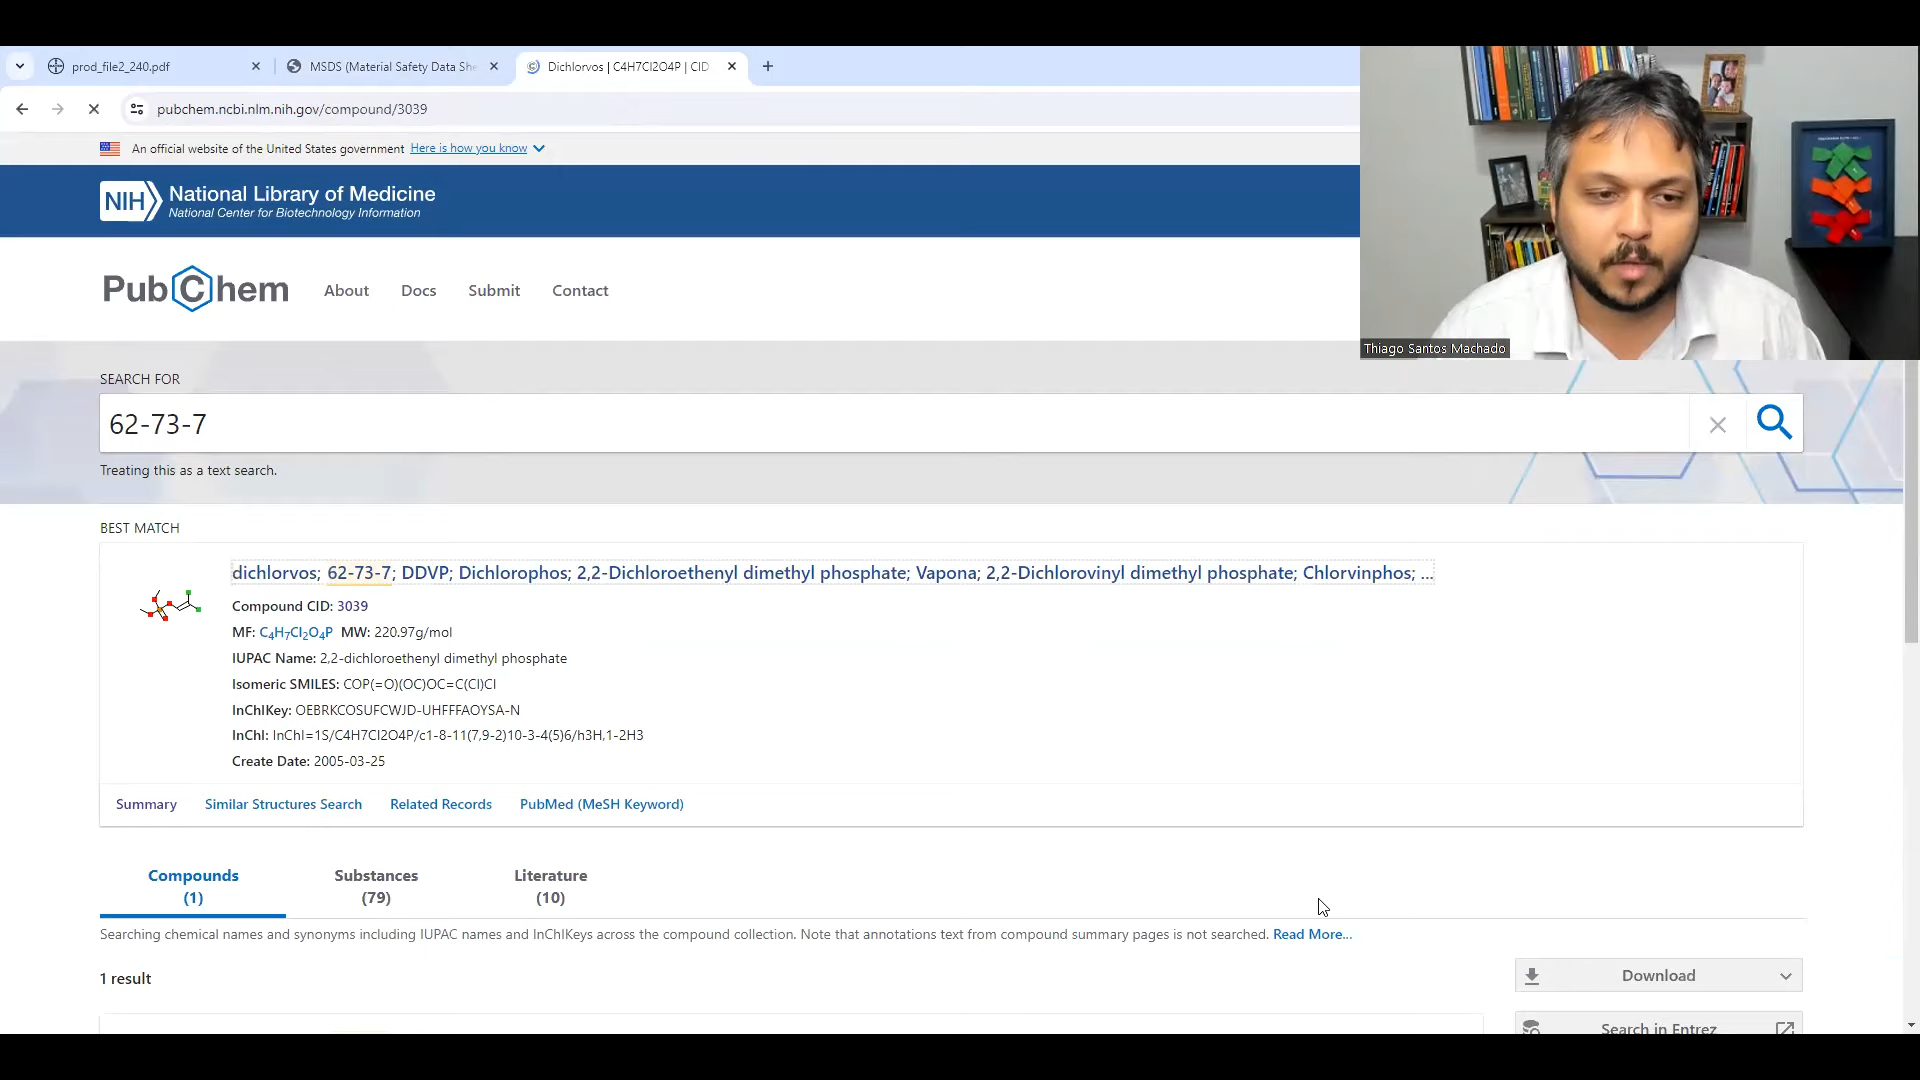 prod_file2_240.pdf
MSDS (Material Safety Data She
Dichlorvos | C4H7Cl2O4P | CID
pubchem.ncbi.nlm.nih.gov/compound/3039
An official website of the United States government Here is how you know
NIH National Library of Medicine
National Center for Biotechnology Information
PubChem About Docs Submit Contact
Thiago Santos Machado
SEARCH FOR
62-73-7
Treating this as a text search.
BEST MATCH
dichlorvos; 62-73-7; DDVP; Dichlorophos; 2,2-Dichloroethenyl dimethyl phosphate; Vapona; 2,2-Dichlorovinyl dimethyl phosphate; Chlorvinphos; ...
Compound CID: 3039
MF: C₄H₇Cl₂O₄P MW: 220.97g/mol
IUPAC Name: 2,2-dichloroethenyl dimethyl phosphate
Isomeric SMILES: COP(=O)(OC)OC=C(Cl)Cl
InChIKey: OEBRKCOSUFCWJD-UHFFFAOYSA-N
InChI: InChI=1S/C4H7Cl2O4P/c1-8-11(7,9-2)10-3-4(5)6/h3H,1-2H3
Create Date: 2005-03-25
Summary Similar Structures Search Related Records PubMed (MeSH Keyword)
Compounds
(1)
Substances
(79)
Literature
(10)
Searching chemical names and synonyms including IUPAC names and InChIKeys across the compound collection. Note that annotations text from compound summary pages is not searched. Read More...
1 result
Download
Search in Entrez